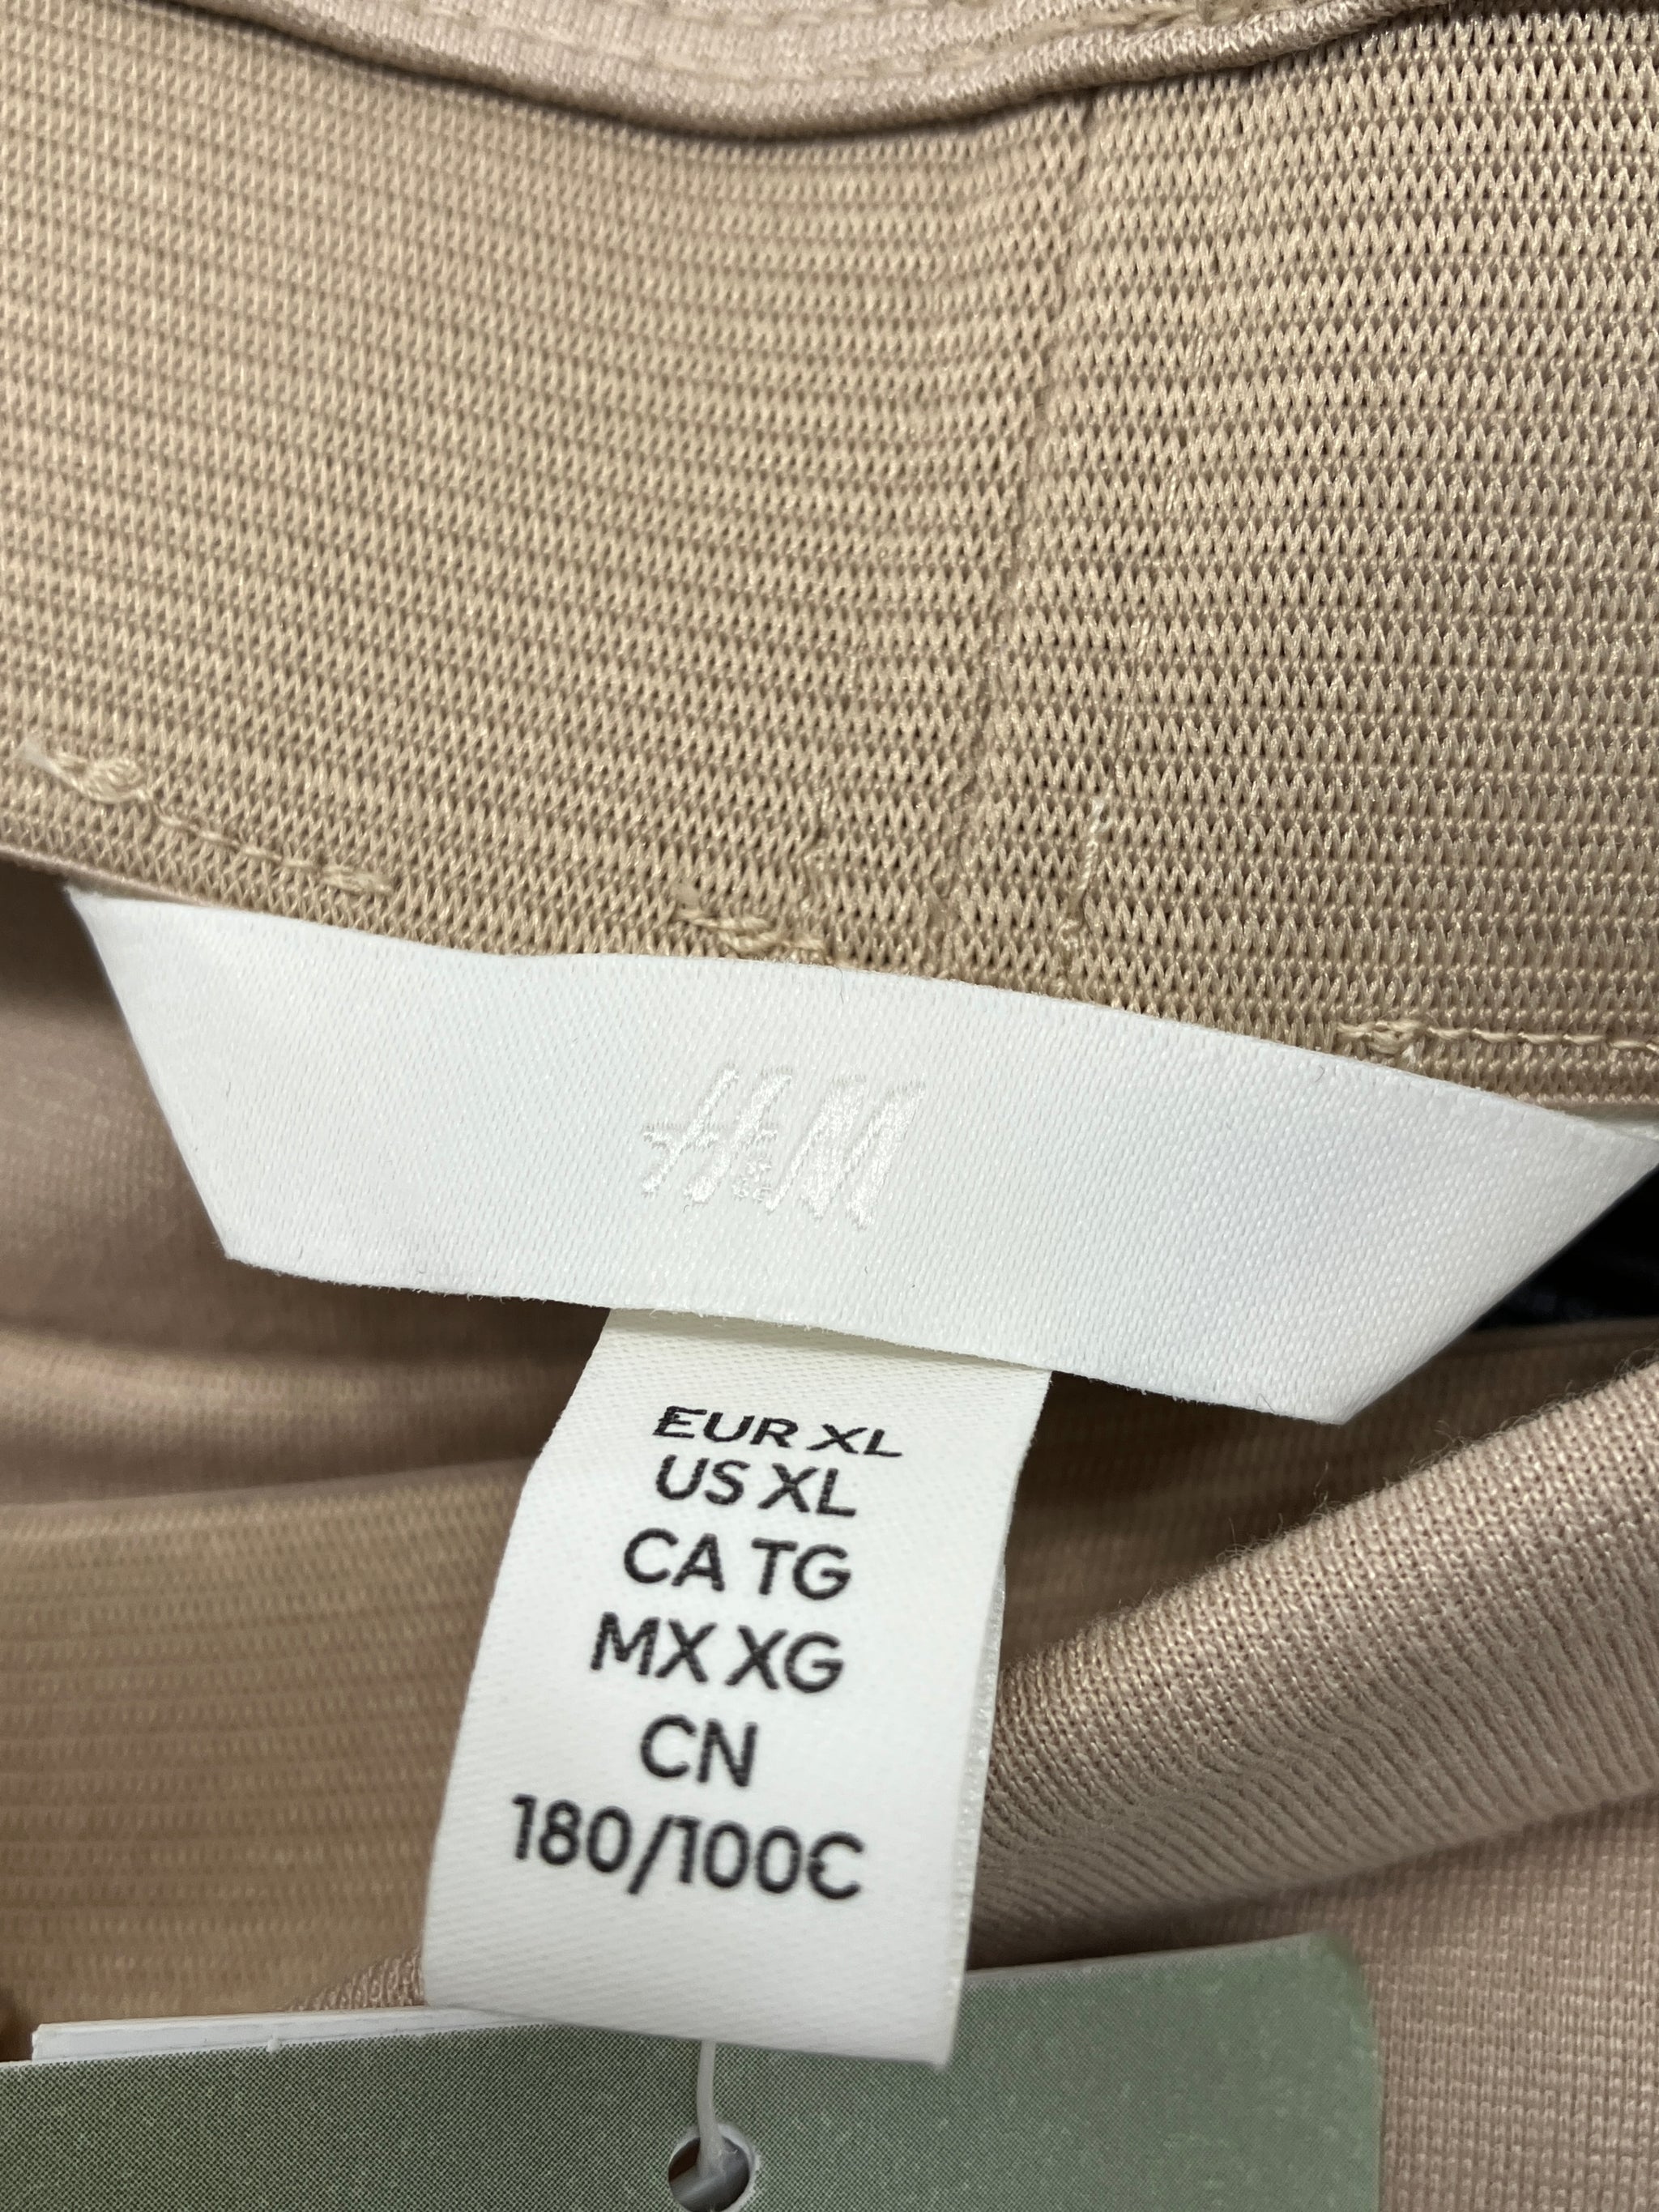 H&M
EUR XL
US XL
CA TG
MX XG
CN
180/100C